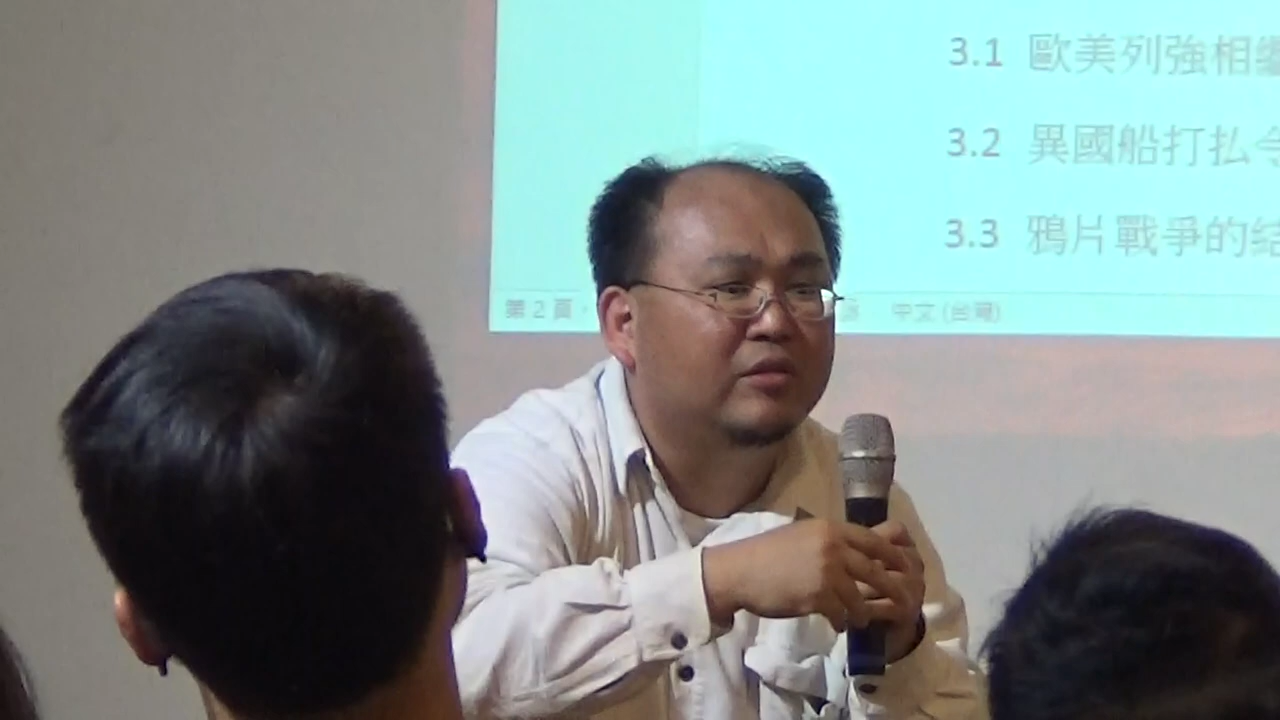 3.1 歐美列強相繼
3.2 異國船打払令
3.3 鴉片戰爭的結
第 2 頁，
中文 (台灣)